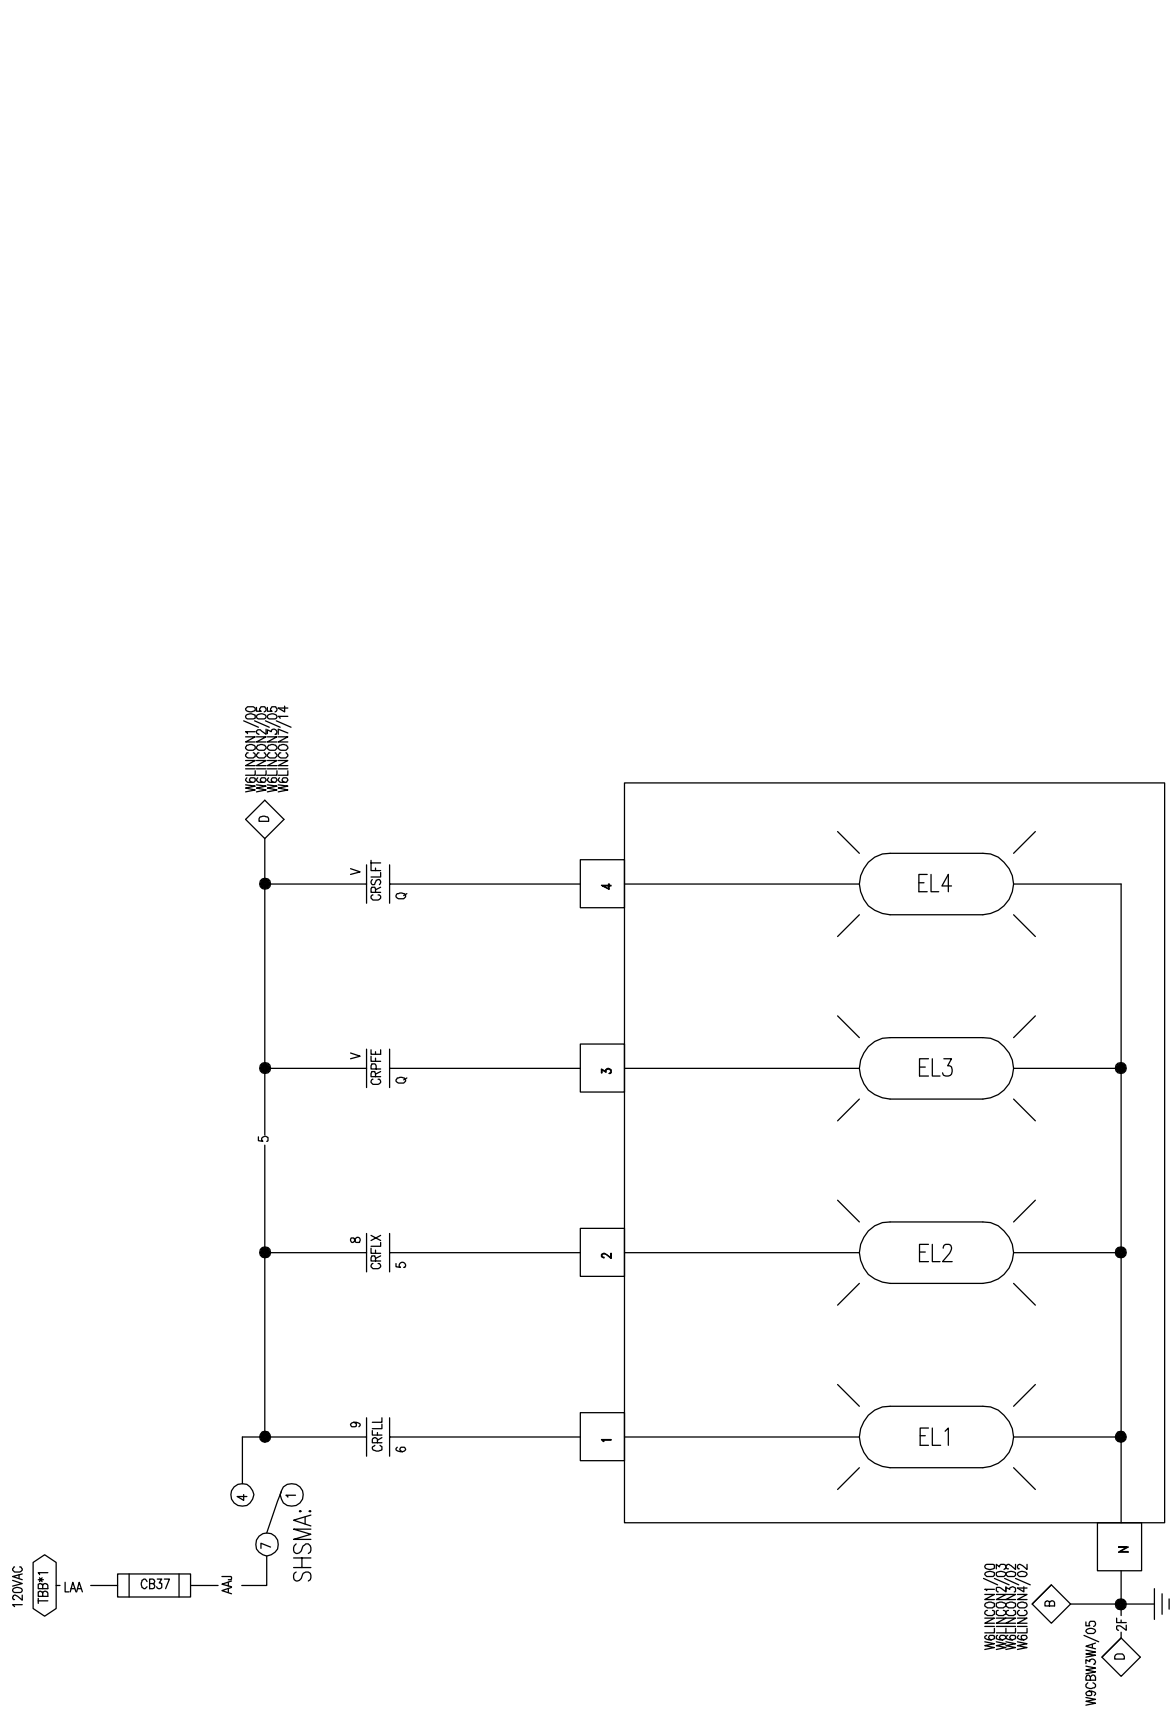 120VAC
TBB*1
LAA
CB37
AAJ
7
1
4
SHSMA:
5
D
W6LINCON1/00
W6LINCON2/05
W6LINCON3/05
W6LINCON7/14
9
CRFLL
6
8
CRFLX
5
V
CRPFE
Q
V
CRSLFT
Q
1
2
3
4
EL1
EL2
EL3
EL4
N
W6LINCON1/00
W6LINCON2/03
W6LINCON3/02
W6LINCON4/02
B
W9CBW3WA/05
D
2F